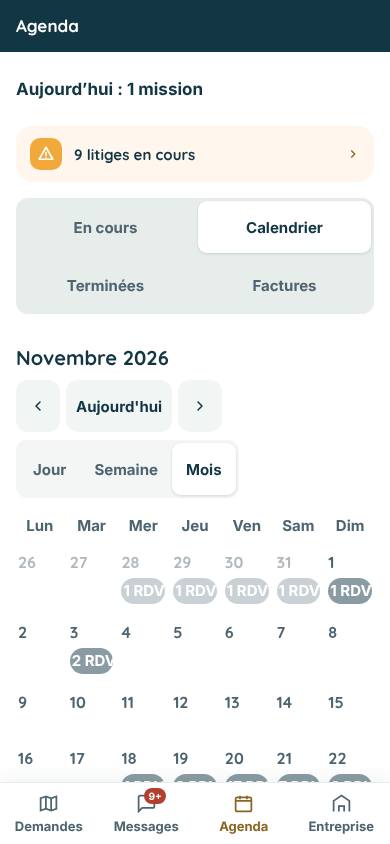 Agenda
Aujourd’hui : 1 mission
9 litiges en cours
En cours Calendrier
Terminées Factures
Novembre 2026
Aujourd'hui
Jour Semaine Mois
Lun Mar Mer Jeu Ven Sam Dim
26 27 28 29 30 31 1
1 RDV 1 RDV 1 RDV 1 RDV 1 RDV
2 3 4 5 6 7 8
2 RDV
9 10 11 12 13 14 15
16 17 18 19 20 21 22
9+
Demandes Messages Agenda Entreprise